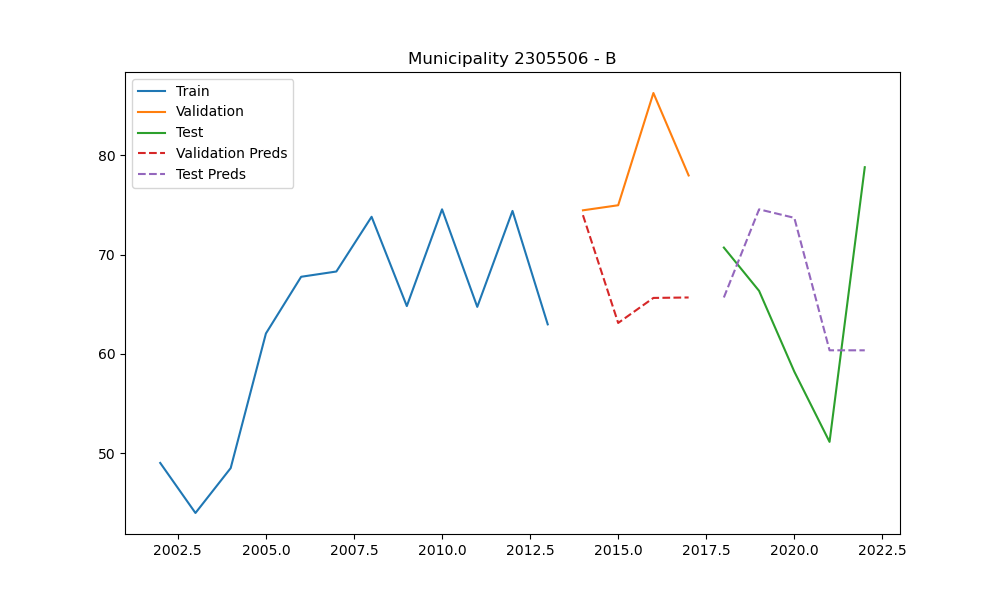 Municipality 2305506 - B
Train
Validation
Test
Validation Preds
Test Preds
80
70
60
50
2002.5 2005.0 2007.5 2010.0 2012.5 2015.0 2017.5 2020.0 2022.5